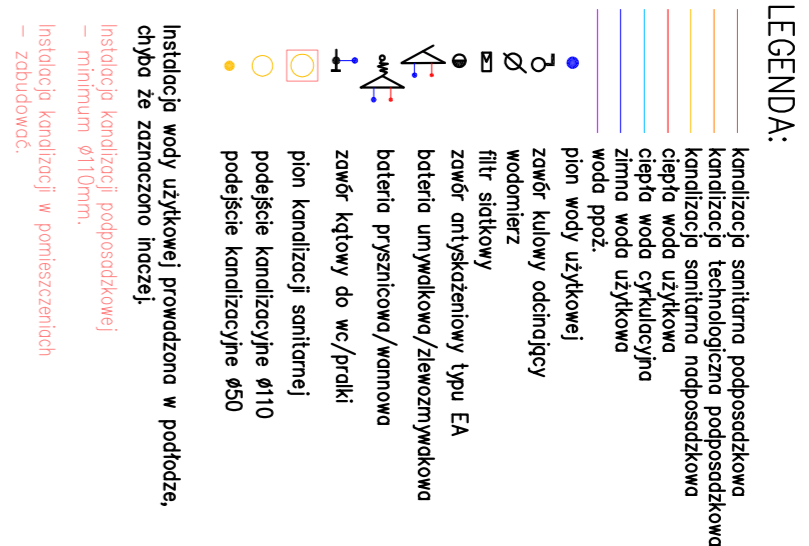 LEGENDA:
kanalizacja sanitarna podposadzkowa
kanalizacja technologiczna podposadzkowa
kanalizacja sanitarna nadposadzkowa
ciepła woda użytkowa
ciepła woda cyrkulacyjna
zimna woda użytkowa
woda ppoż.
pion wody użytkowej
zawór kulowy odcinający
wodomierz
filtr siatkowy
zawór antyskażeniowy typu EA
bateria umywalkowa/zlewozmywakowa
bateria prysznicowa/wannowa
zawór kątowy do wc/pralki
pion kanalizacji sanitarnej
podejście kanalizacyjne ø110
podejście kanalizacyjne ø50
Instalacja wody użytkowej prowadzona w podłodze,
chyba że zaznaczono inaczej.
Instalacja kanalizacji podposadzkowej
– minimum ø110mm.
Instalacja kanalizacji w pomieszczeniach
– zabudować.